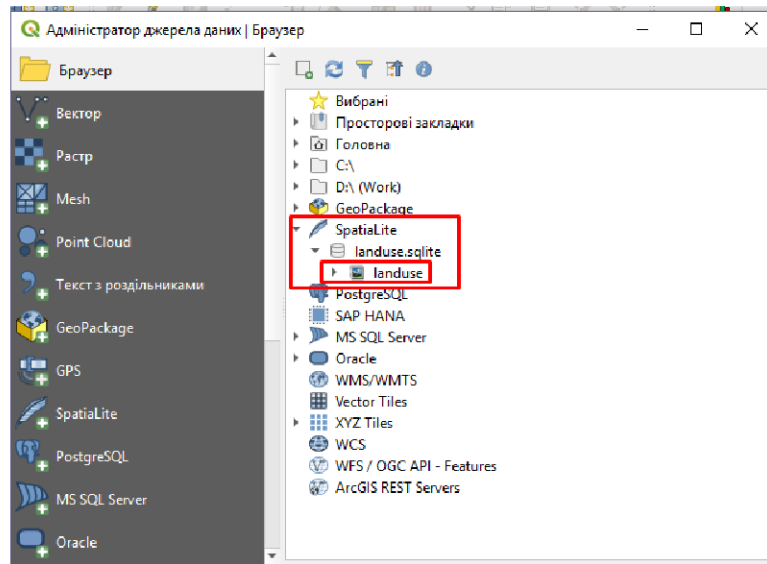 Адміністратор джерела даних | Браузер
Браузер
Вектор
Растр
Mesh
Point Cloud
Текст з роздільниками
GeoPackage
GPS
SpatiaLite
PostgreSQL
MS SQL Server
Oracle
Вибрані
Просторові закладки
Головна
C:\
D:\ (Work)
GeoPackage
SpatiaLite
landuse.sqlite
landuse
PostgreSQL
SAP HANA
MS SQL Server
Oracle
WMS/WMTS
Vector Tiles
XYZ Tiles
WCS
WFS / OGC API - Features
ArcGIS REST Servers